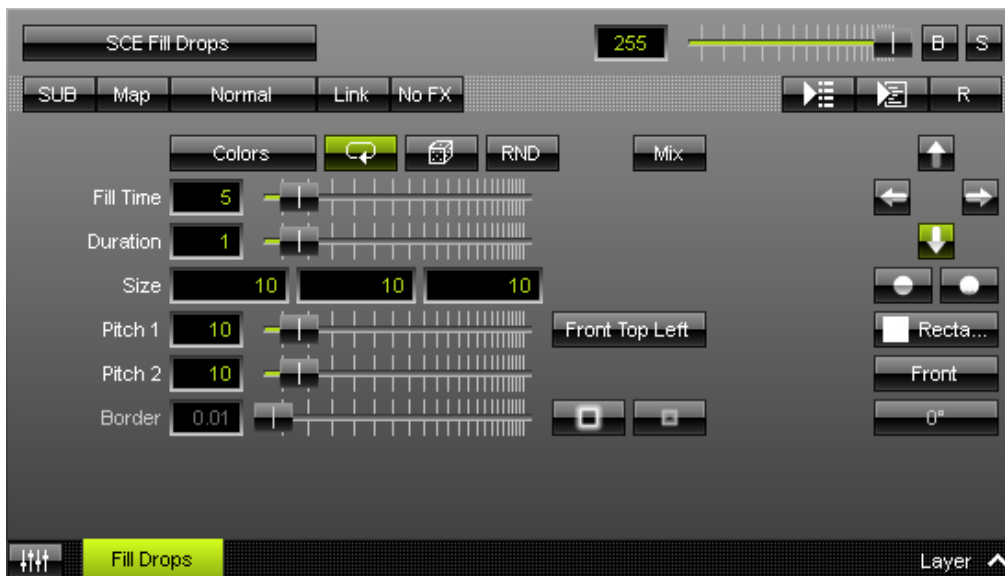 SCE Fill Drops 255 B S
SUB Map Normal Link No FX R
Colors RND Mix
Fill Time 5
Duration 1
Size 10 10 10
Pitch 1 10 Front Top Left Recta...
Pitch 2 10 Front
Border 0.01 0°
Fill Drops Layer